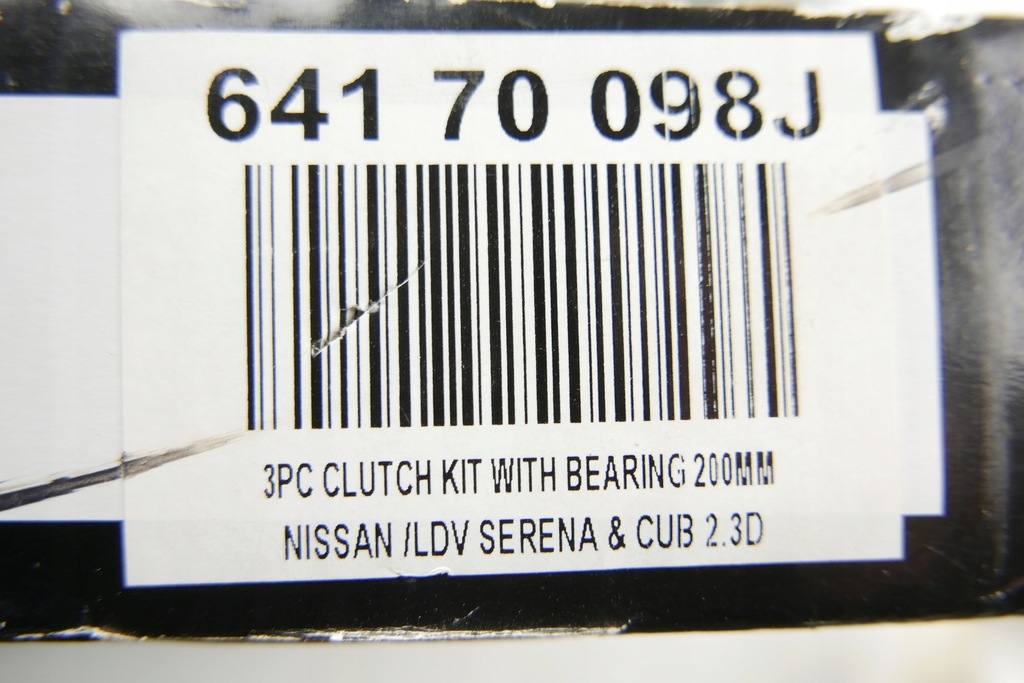 641 70 098J
3PC CLUTCH KIT WITH BEARING 200MM
NISSAN /LDV SERENA & CUB 2.3D